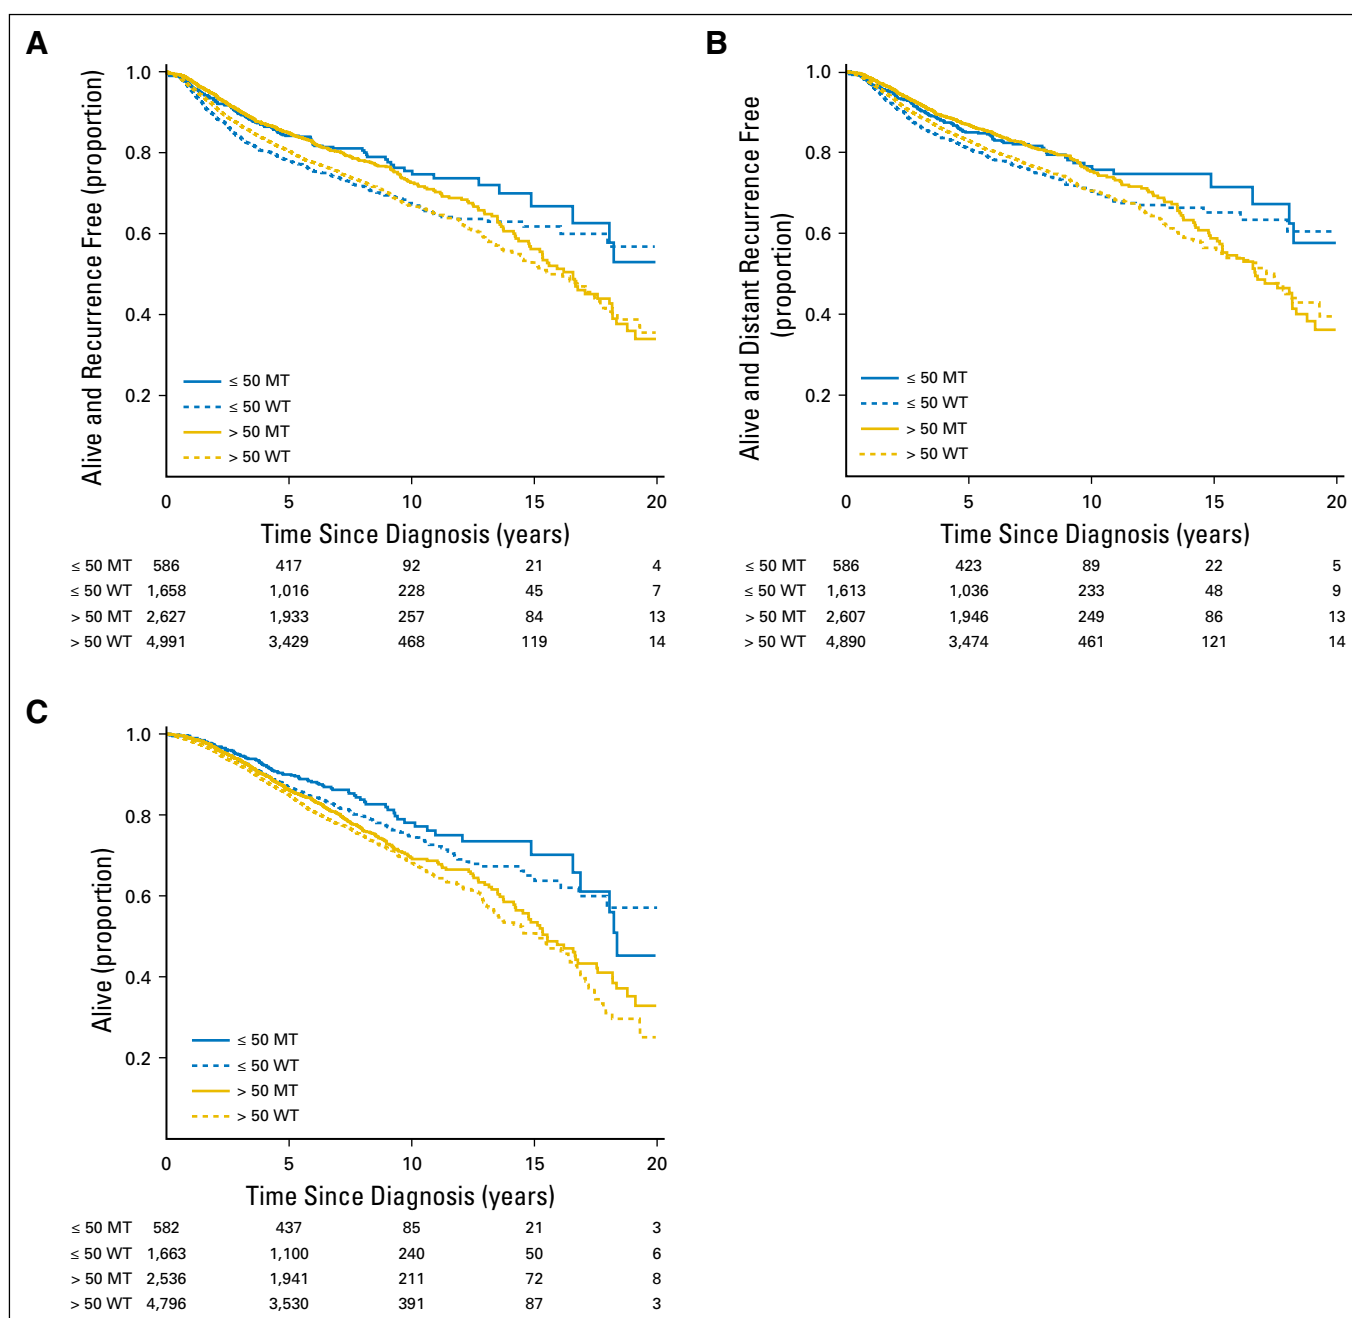 A
Alive and Recurrence Free (proportion)
1.0
0.8
0.6
0.4
0.2
≤ 50 MT
≤ 50 WT
> 50 MT
> 50 WT
0 5 10 15 20
Time Since Diagnosis (years)
≤ 50 MT 586 417 92 21 4
≤ 50 WT 1,658 1,016 228 45 7
> 50 MT 2,627 1,933 257 84 13
> 50 WT 4,991 3,429 468 119 14
B
Alive and Distant Recurrence Free
(proportion)
1.0
0.8
0.6
0.4
0.2
≤ 50 MT
≤ 50 WT
> 50 MT
> 50 WT
0 5 10 15 20
Time Since Diagnosis (years)
≤ 50 MT 586 423 89 22 5
≤ 50 WT 1,613 1,036 233 48 9
> 50 MT 2,607 1,946 249 86 13
> 50 WT 4,890 3,474 461 121 14
C
Alive (proportion)
1.0
0.8
0.6
0.4
0.2
≤ 50 MT
≤ 50 WT
> 50 MT
> 50 WT
0 5 10 15 20
Time Since Diagnosis (years)
≤ 50 MT 582 437 85 21 3
≤ 50 WT 1,663 1,100 240 50 6
> 50 MT 2,536 1,941 211 72 8
> 50 WT 4,796 3,530 391 87 3